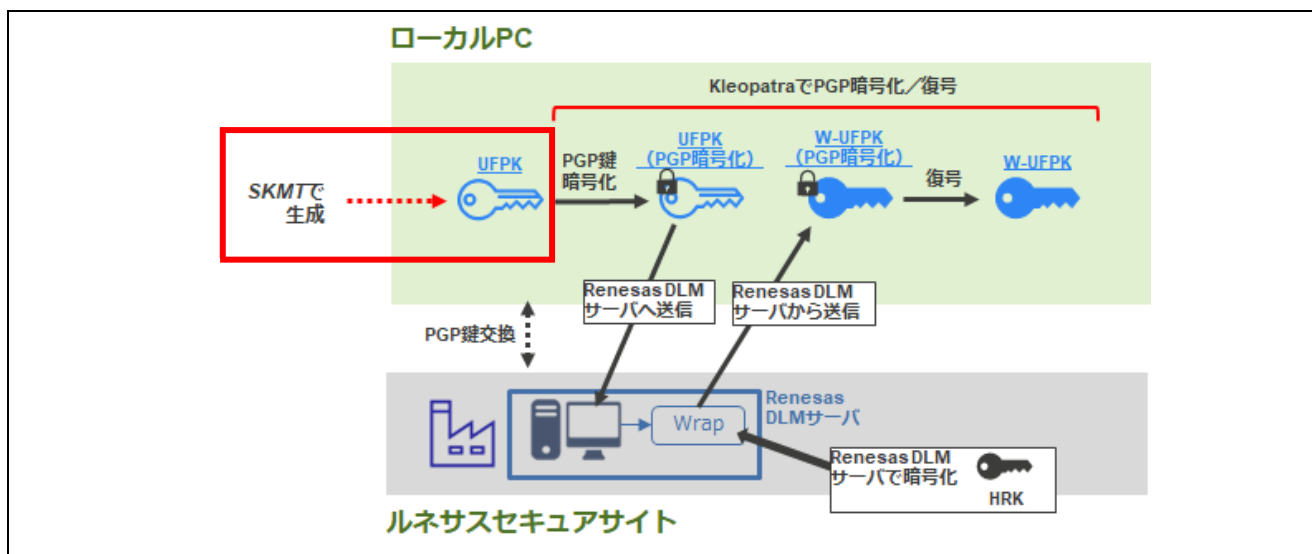 ローカルPC
KleopatraでPGP暗号化／復号
SKMTで
生成
UFPK
PGP鍵
暗号化
UFPK
（PGP暗号化）
W-UFPK
（PGP暗号化）
復号
W-UFPK
Renesas DLM
サーバへ送信
Renesas DLM
サーバから送信
PGP鍵交換
Wrap
Renesas
DLMサーバ
Renesas DLM
サーバで暗号化
HRK
ルネサスセキュアサイト